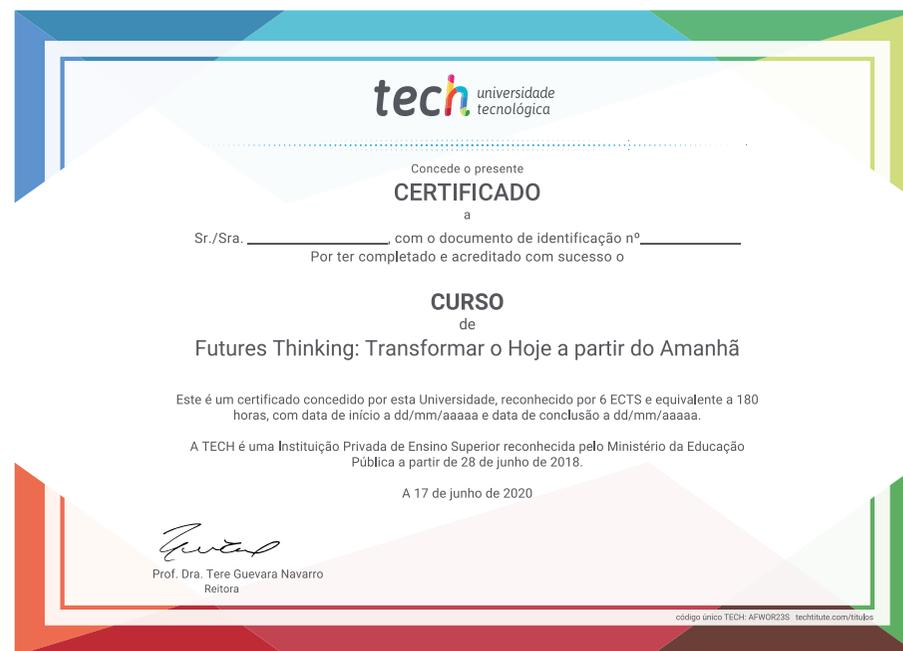 tech universidade
tecnológica
Concede o presente
CERTIFICADO
a
Sr./Sra. ________________, com o documento de identificação nº____________
Por ter completado e acreditado com sucesso o
CURSO
de
Futures Thinking: Transformar o Hoje a partir do Amanhã
Este é um certificado concedido por esta Universidade, reconhecido por 6 ECTS e equivalente a 180
horas, com data de início a dd/mm/aaaaa e data de conclusão a dd/mm/aaaaa.
A TECH é uma Instituição Privada de Ensino Superior reconhecida pelo Ministério da Educação
Pública a partir de 28 de junho de 2018.
A 17 de junho de 2020
Prof. Dra. Tere Guevara Navarro
Reitora
código único TECH: AFWOR23S techtitute.com/titulos